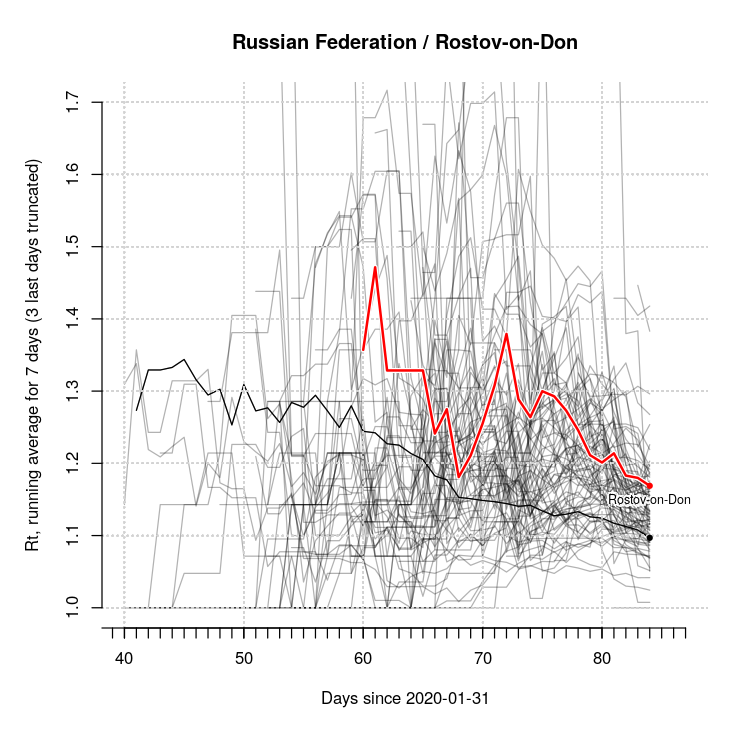 Russian Federation / Rostov-on-Don
Rt, running average for 7 days (3 last days truncated)
1.7
1.6
1.5
1.4
1.3
1.2
1.1
1.0
Rostov-on-Don
40 50 60 70 80
Days since 2020-01-31